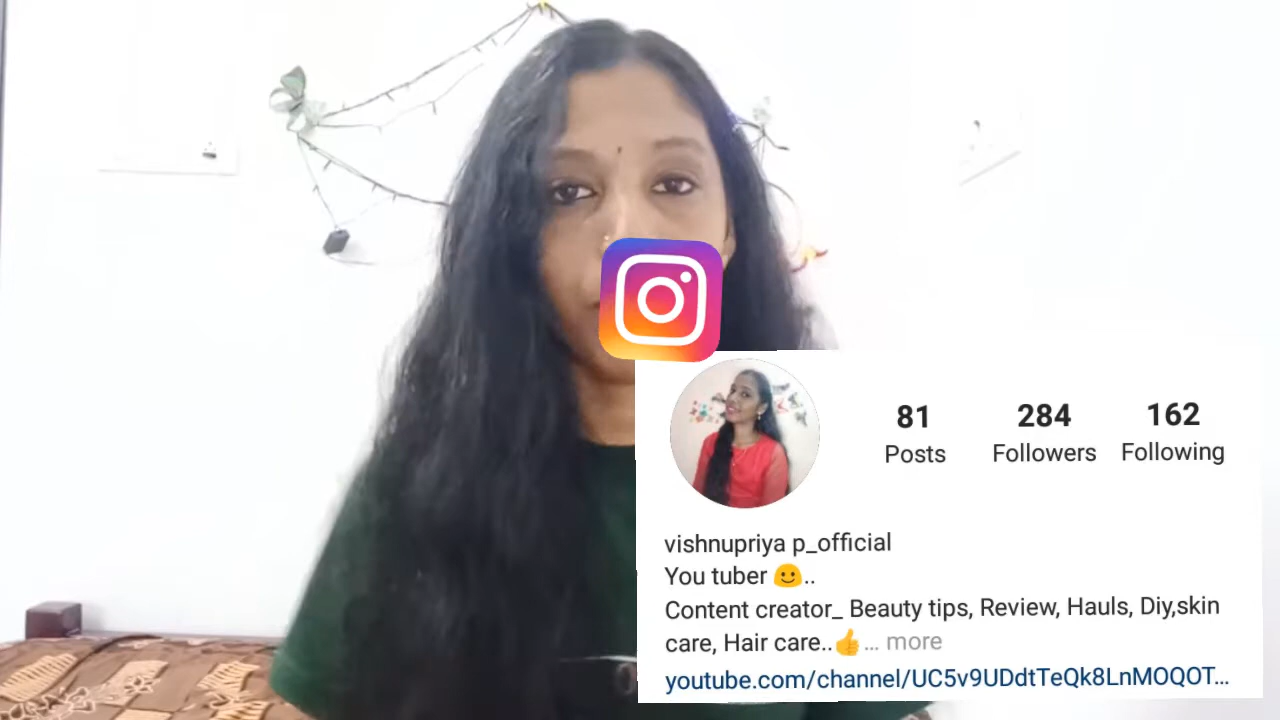 81 284 162
Posts Followers Following
vishnupriya p_official
You tuber 🙂..
Content creator_ Beauty tips, Review, Hauls, Diy,skin
care, Hair care..👍... more
youtube.com/channel/UC5v9UDdtTeQk8LnMOQOT...